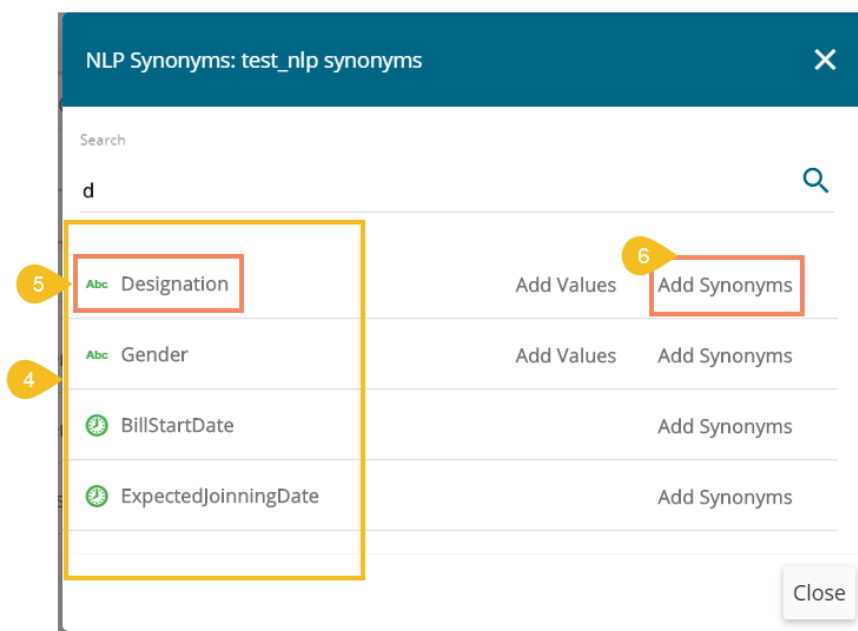 NLP Synonyms: test_nlp synonyms
Search
d
5 Abc Designation Add Values 6 Add Synonyms
4 Abc Gender Add Values Add Synonyms
BillStartDate Add Synonyms
ExpectedJoinningDate Add Synonyms
Close